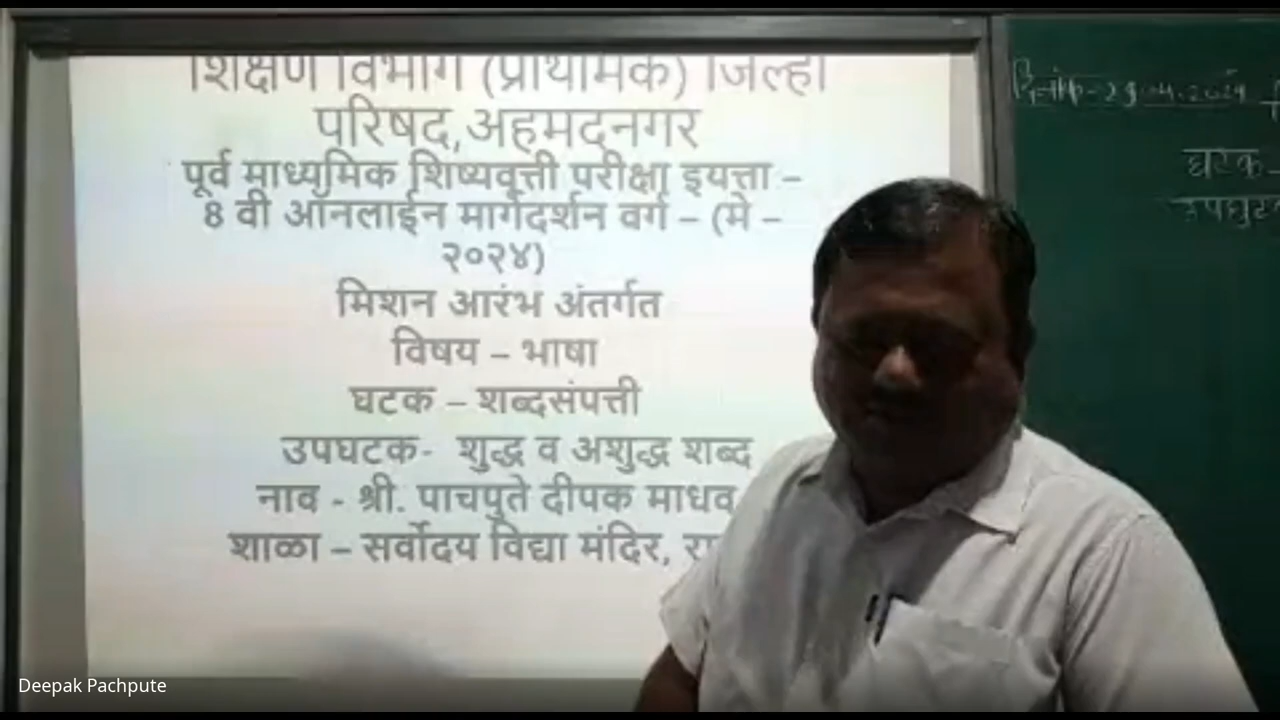 शिक्षण विभाग (प्राथमिक) जिल्हा
परिषद,अहमदनगर
पूर्व माध्यमिक शिष्यवृत्ती परीक्षा इयत्ता –
8 वी ऑनलाईन मार्गदर्शन वर्ग – (मे –
२०२४)
मिशन आरंभ अंतर्गत
विषय – भाषा
घटक – शब्दसंपत्ती
उपघटक- शुद्ध व अशुद्ध शब्द
नाव - श्री. पाचपुते दीपक माधव
शाळा – सर्वोदय विद्या मंदिर,
घटक-
Deepak Pachpute